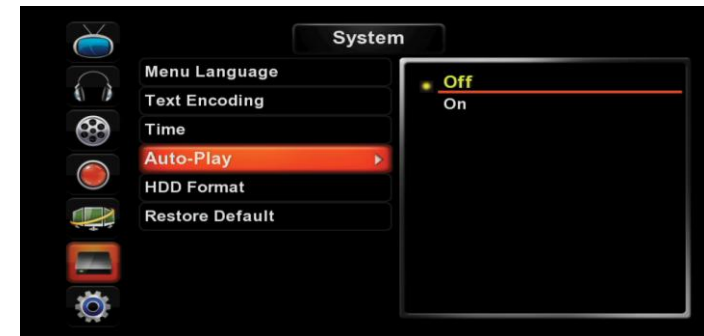 System
Menu Language
Text Encoding
Time
Auto-Play
HDD Format
Restore Default
Off
On